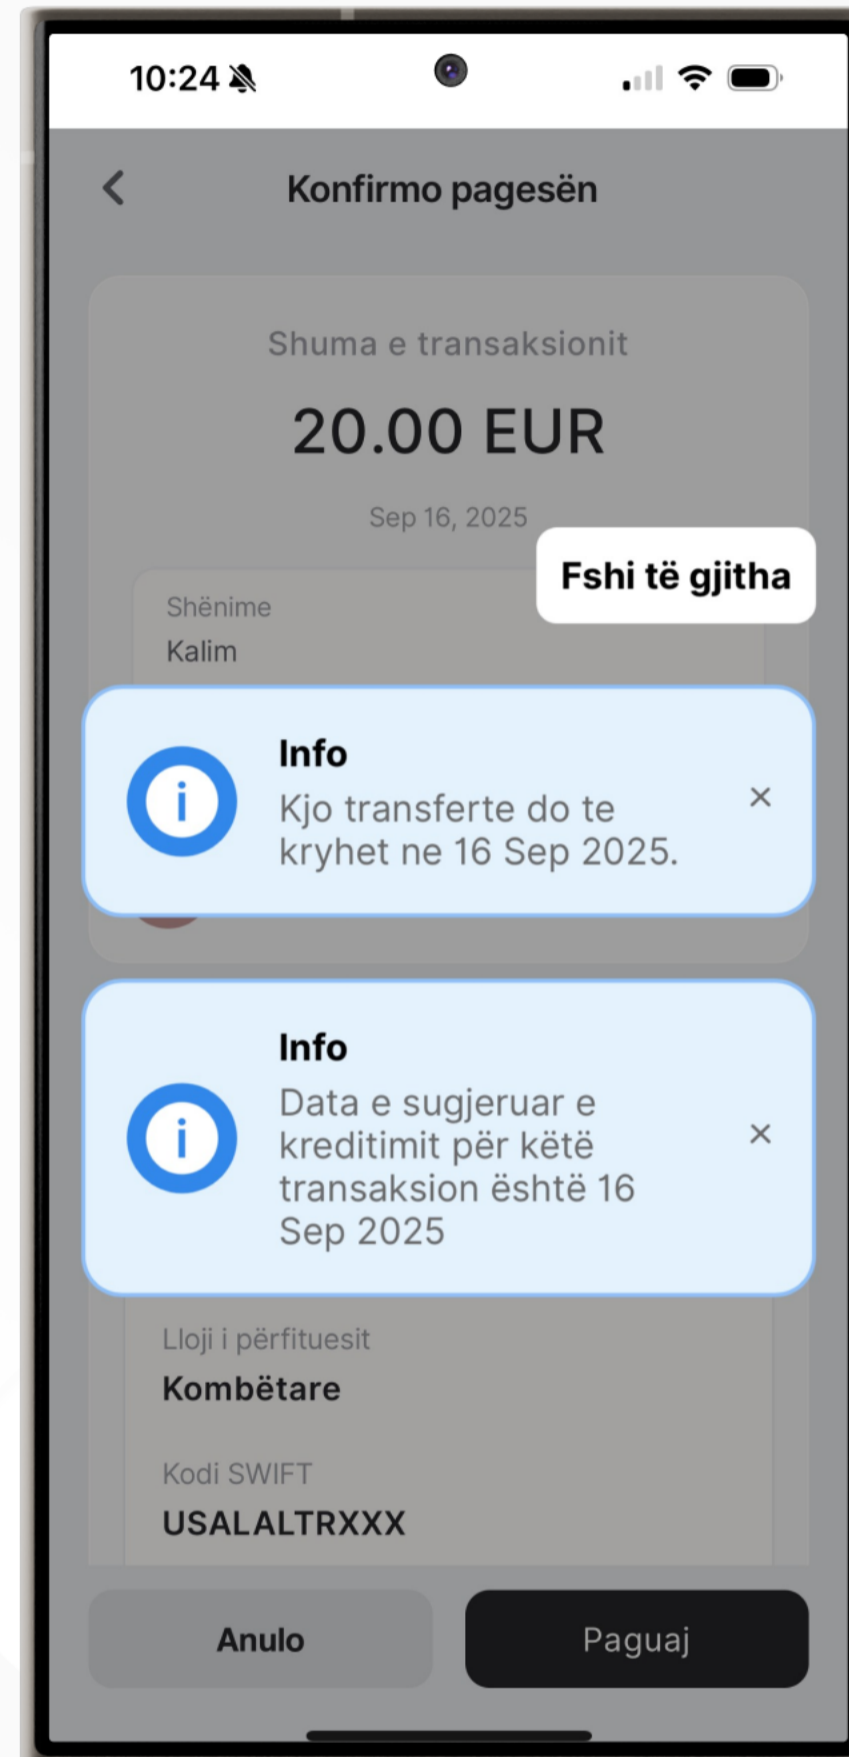 10:24
Konfirmo pagesën
Shuma e transaksionit
20.00 EUR
Sep 16, 2025
Fshi të gjitha
Shënime
Kalim
Info
Kjo transferte do te
kryhet ne 16 Sep 2025.
Info
Data e sugjeruar e
kreditimit për këtë
transaksion është 16
Sep 2025
Lloji i përfituesit
Kombëtare
Kodi SWIFT
USALALTRXXX
Anulo
Paguaj